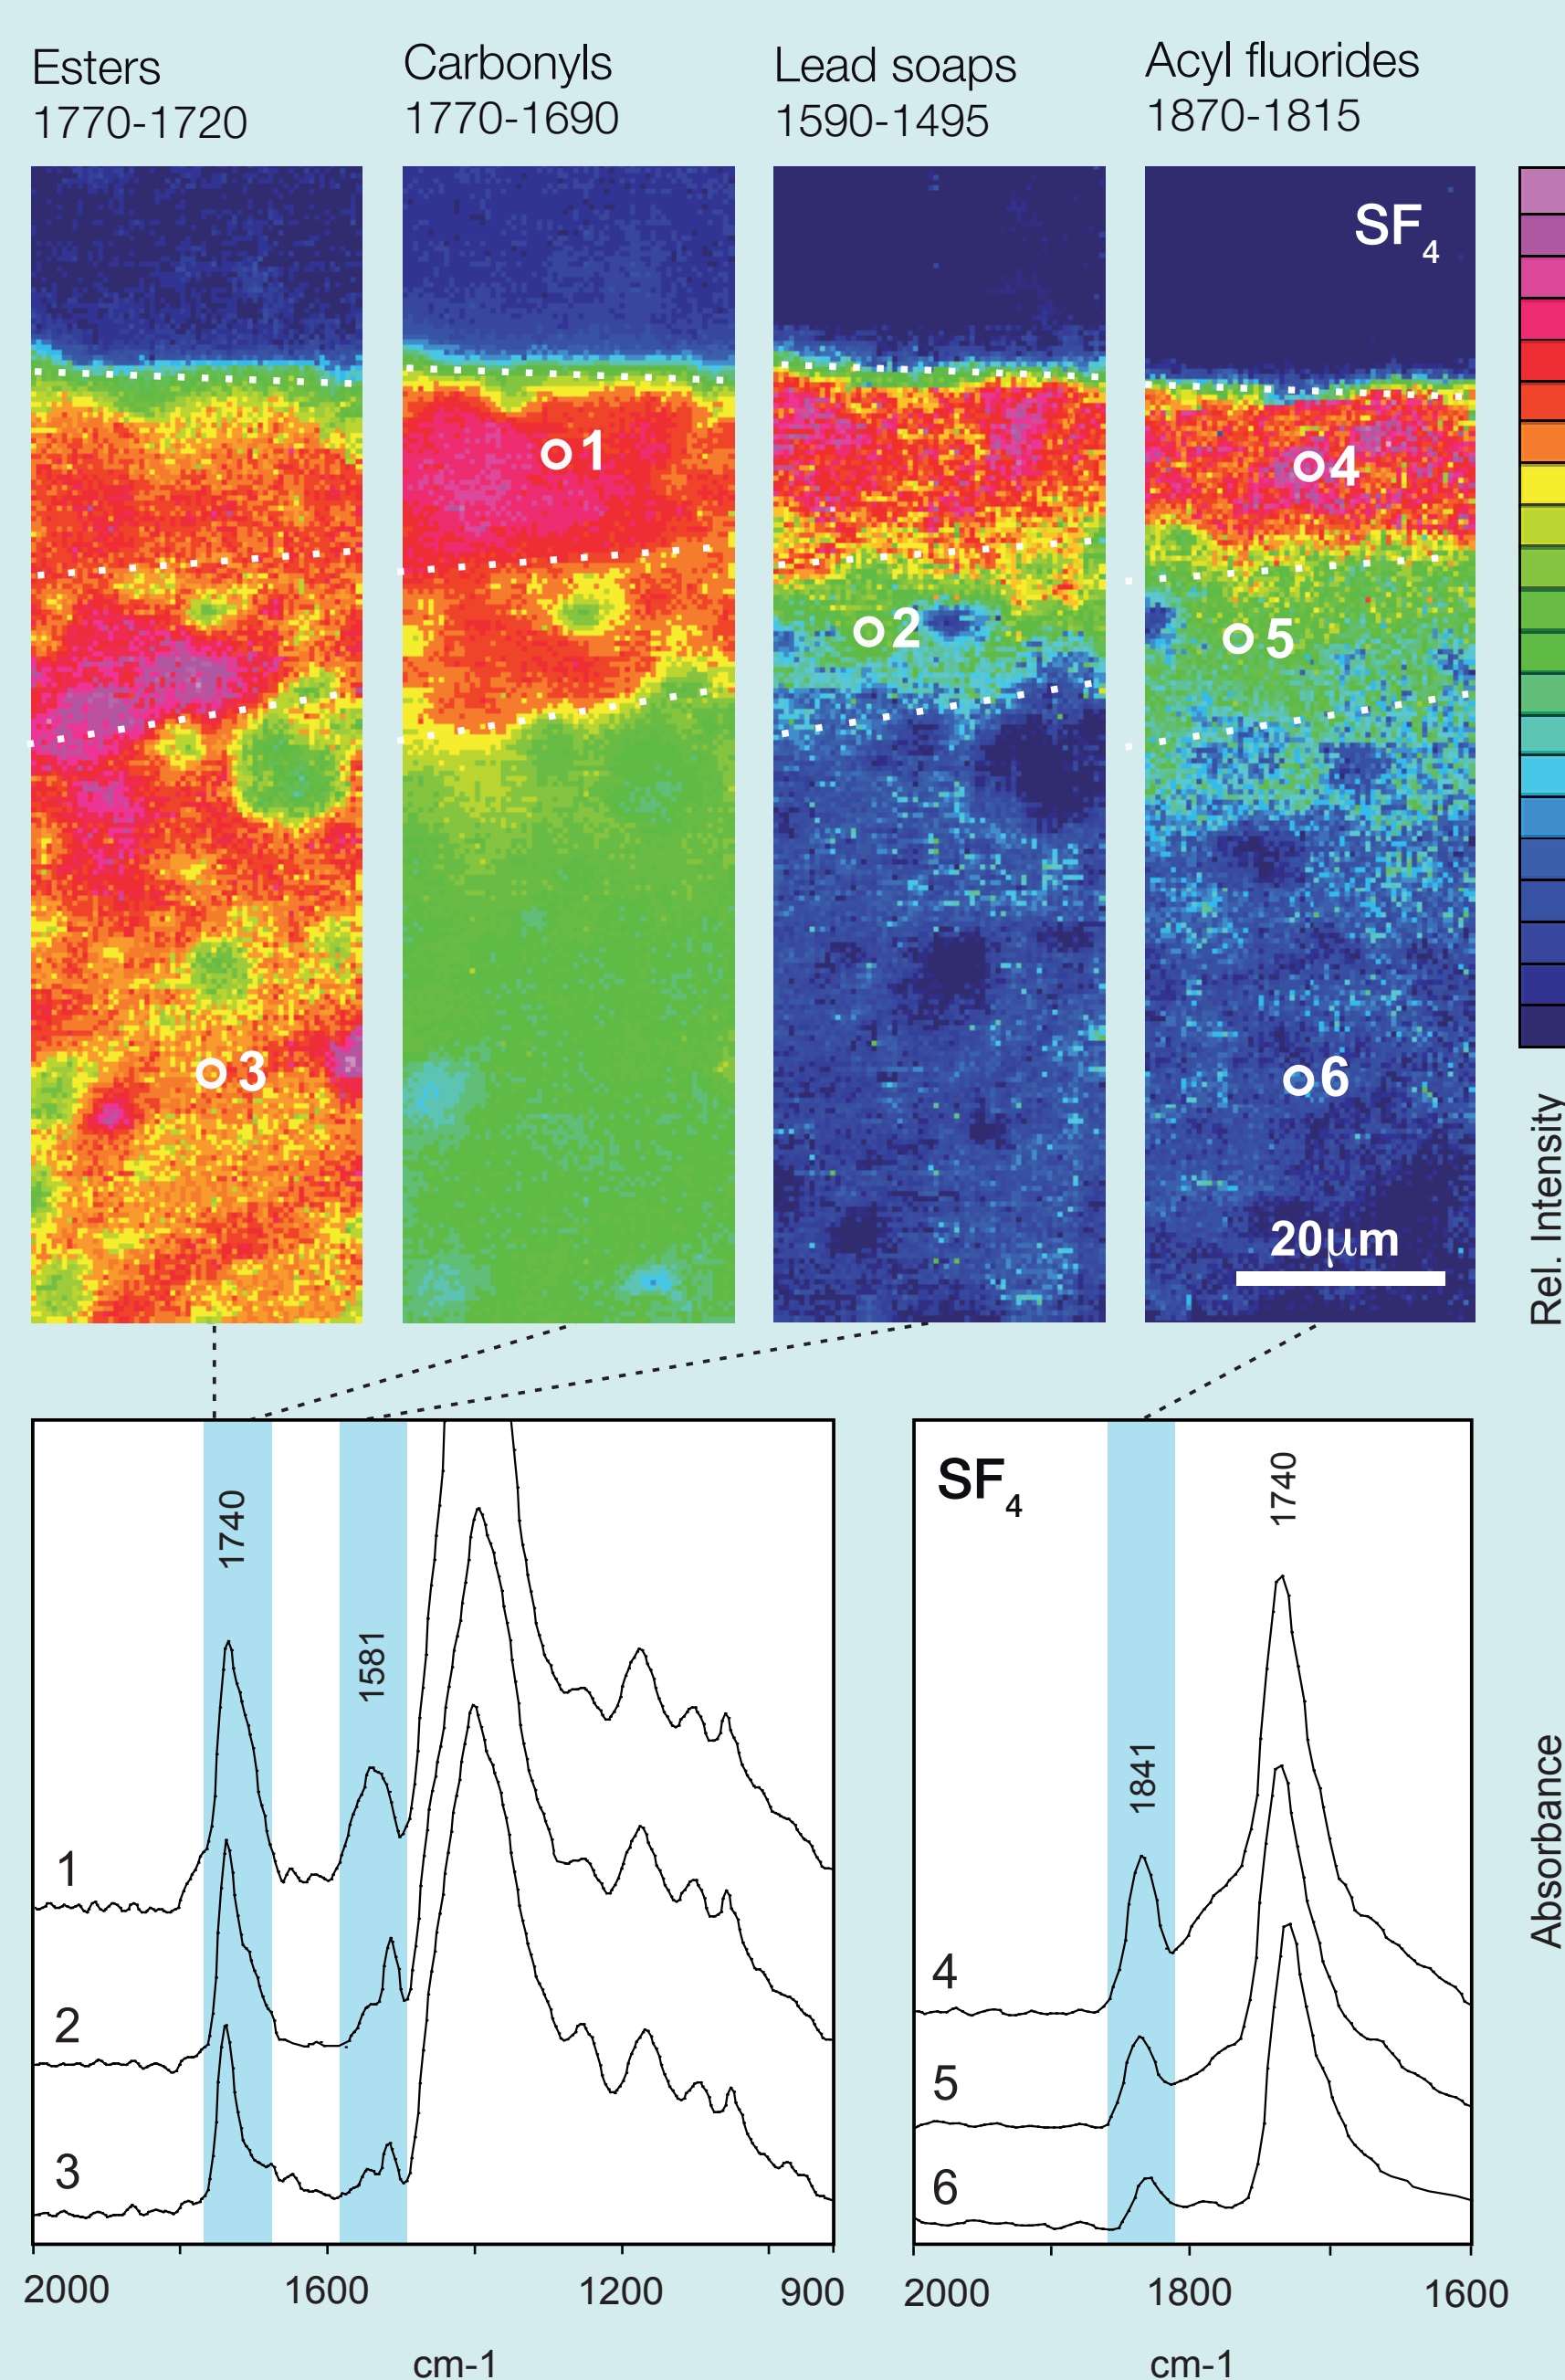 Esters
1770-1720
Carbonyls
1770-1690
Lead soaps
1590-1495
Acyl fluorides
1870-1815
SF4
1
4
2
5
3
6
20μm
Rel. Intensity
1740
1581
1
2
3
2000
1600
1200
900
cm-1
SF4
1740
1841
4
5
6
2000
1800
1600
cm-1
Absorbance